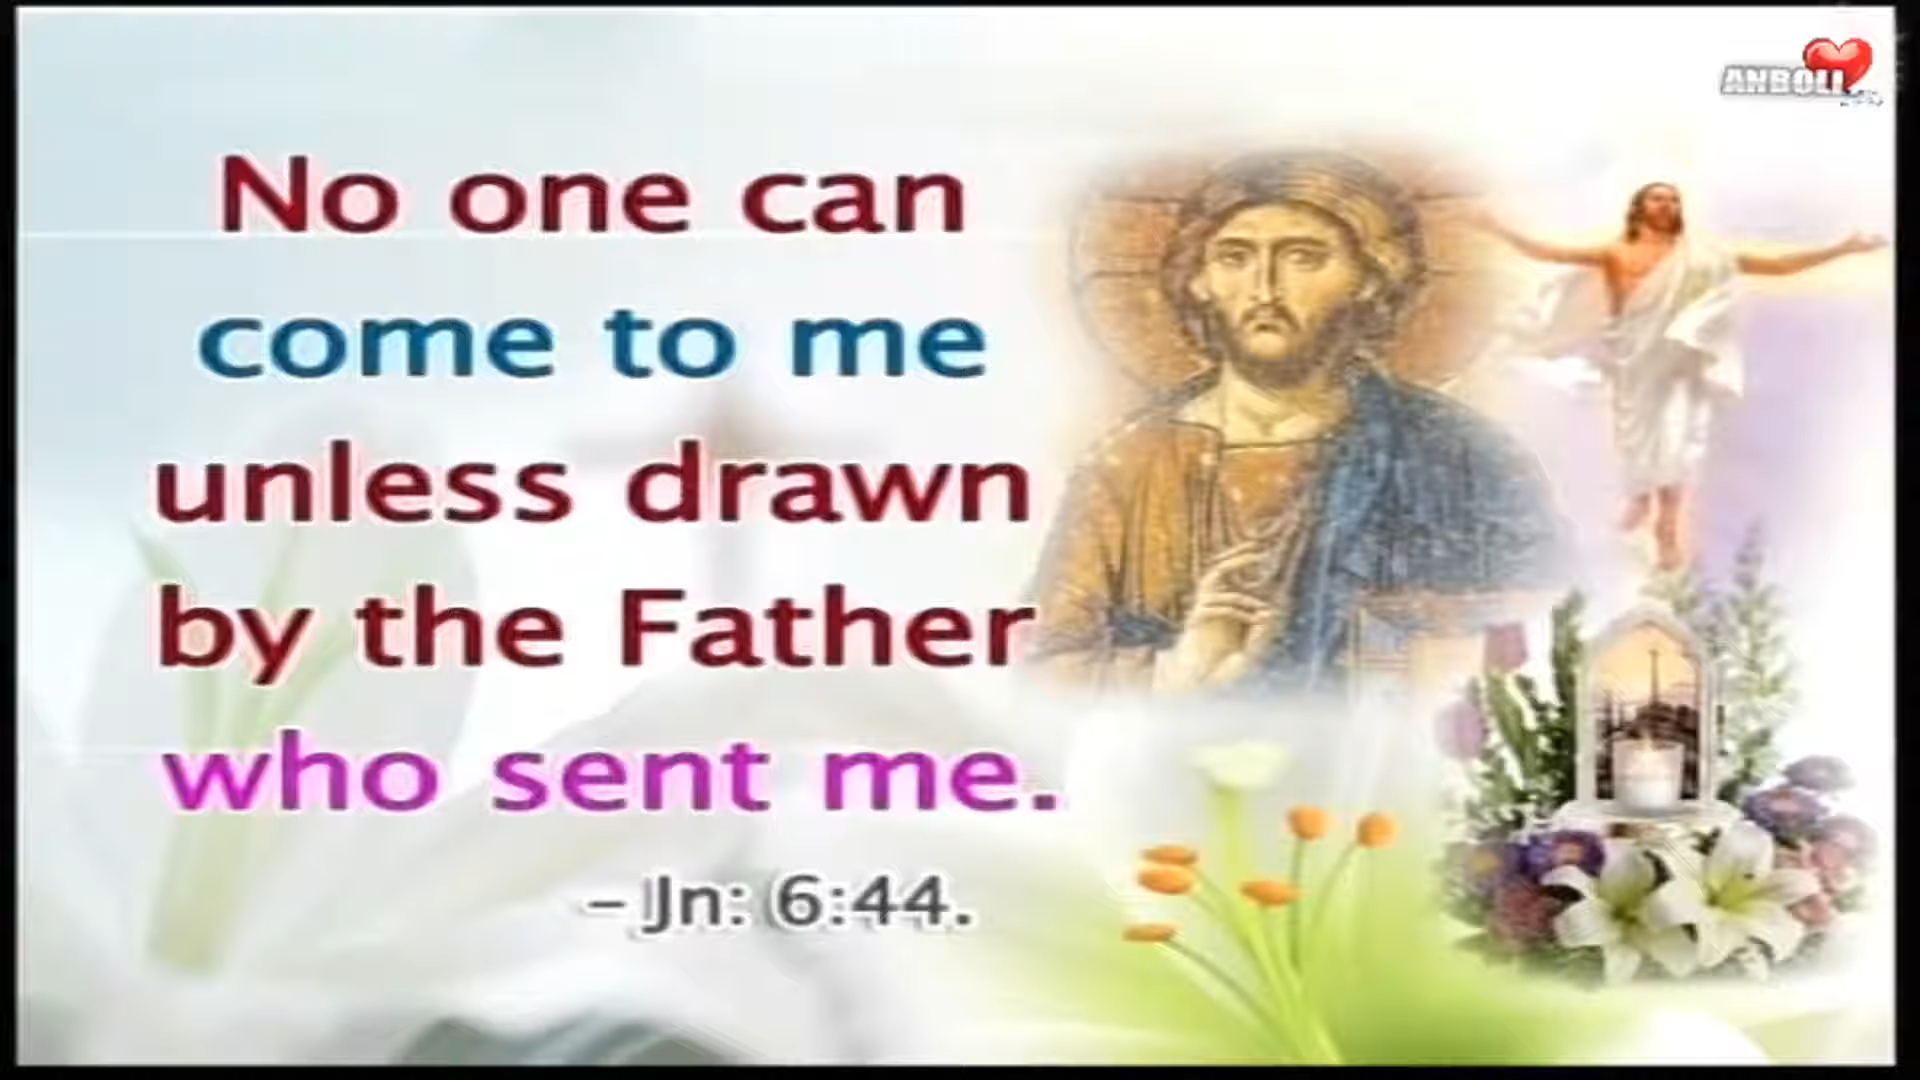 ANBOLI
No one can
come to me
unless drawn
by the Father
who sent me.
– Jn: 6:44.